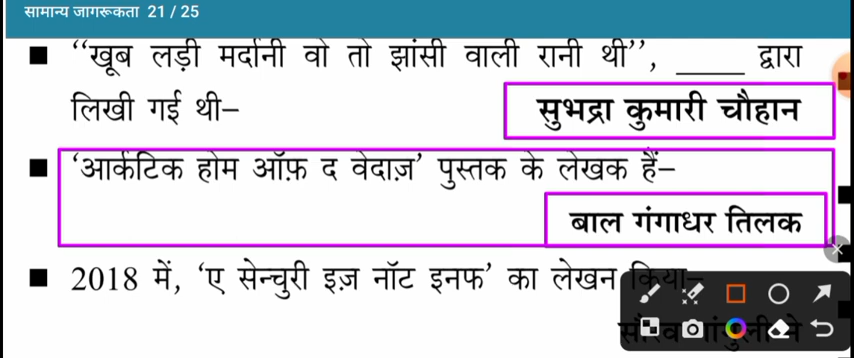 सामान्य जागरूकता 21 / 25
■ “खूब लड़ी मर्दानी वो तो झांसी वाली रानी थी”, _____ द्वारा
लिखी गई थी–
सुभद्रा कुमारी चौहान
■ ‘आर्कटिक होम ऑफ़ द वेदाज़’ पुस्तक के लेखक हैं–
बाल गंगाधर तिलक
■ 2018 में, ‘ए सेन्चुरी इज़ नॉट इनफ’ का लेखन किया–
सौरव गांगुली ने